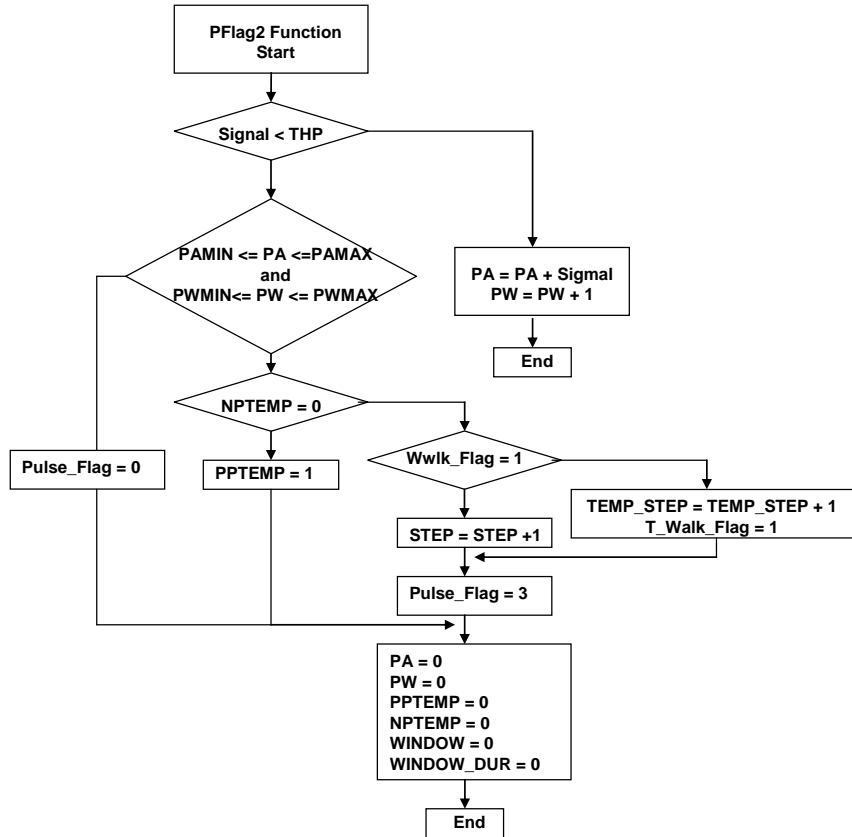 PFlag2 Function
Start
Signal < THP
PAMIN <= PA <=PAMAX
and
PWMIN<= PW <= PWMAX
PA = PA + Sigmal
PW = PW + 1
End
NPTEMP = 0
Pulse_Flag = 0
PPTEMP = 1
Wwlk_Flag = 1
TEMP_STEP = TEMP_STEP + 1
T_Walk_Flag = 1
STEP = STEP +1
Pulse_Flag = 3
PA = 0
PW = 0
PPTEMP = 0
NPTEMP = 0
WINDOW = 0
WINDOW_DUR = 0
End